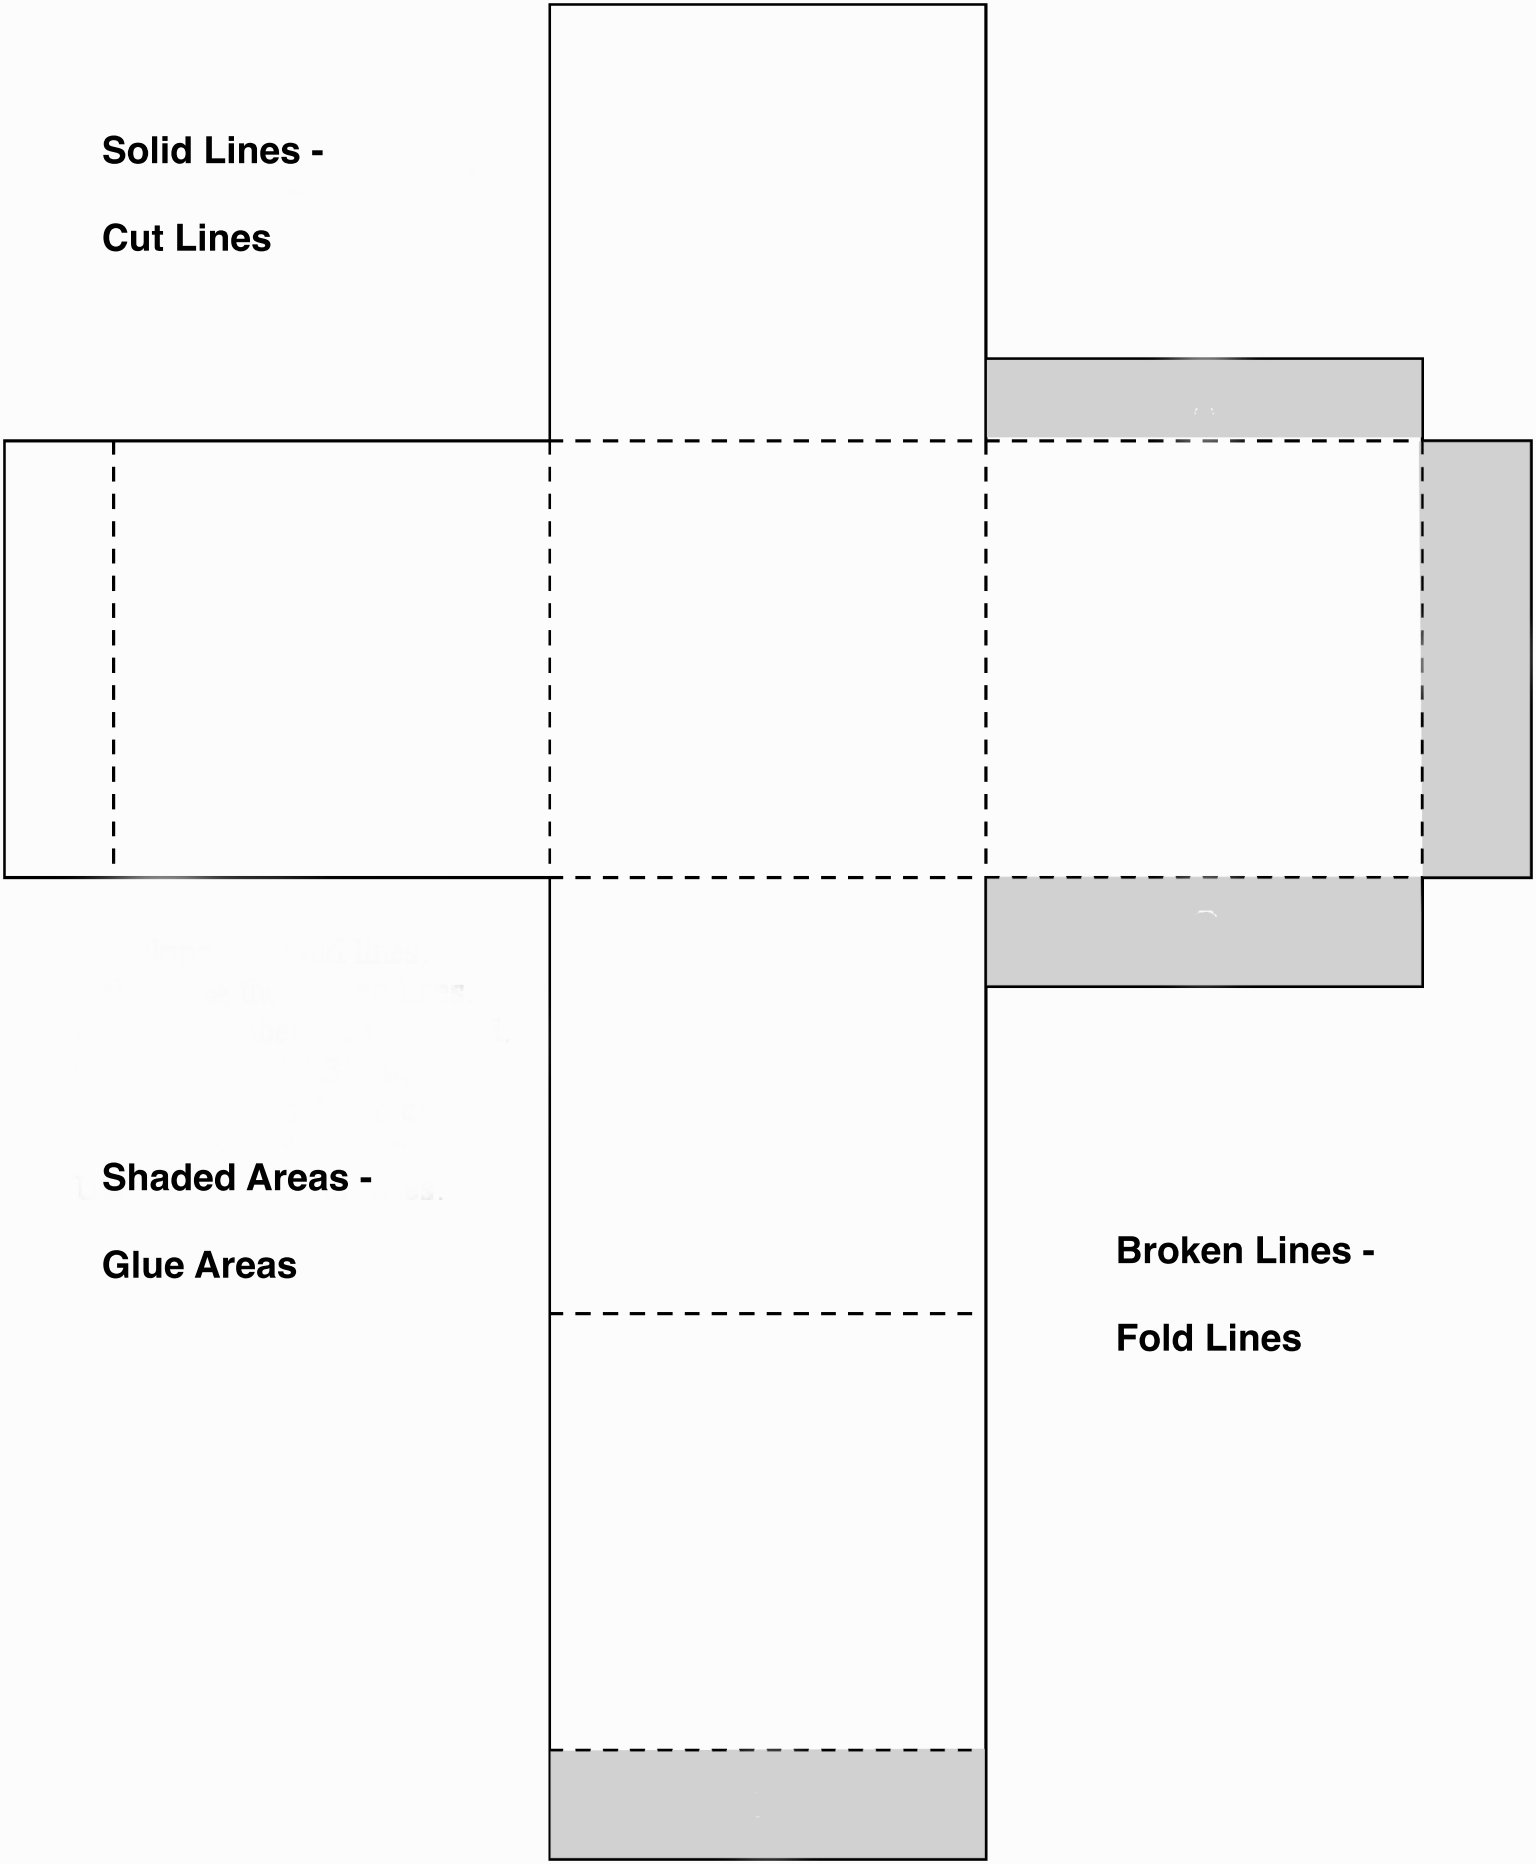 Solid Lines -
Cut Lines
Shaded Areas -
Glue Areas
Broken Lines -
Fold Lines